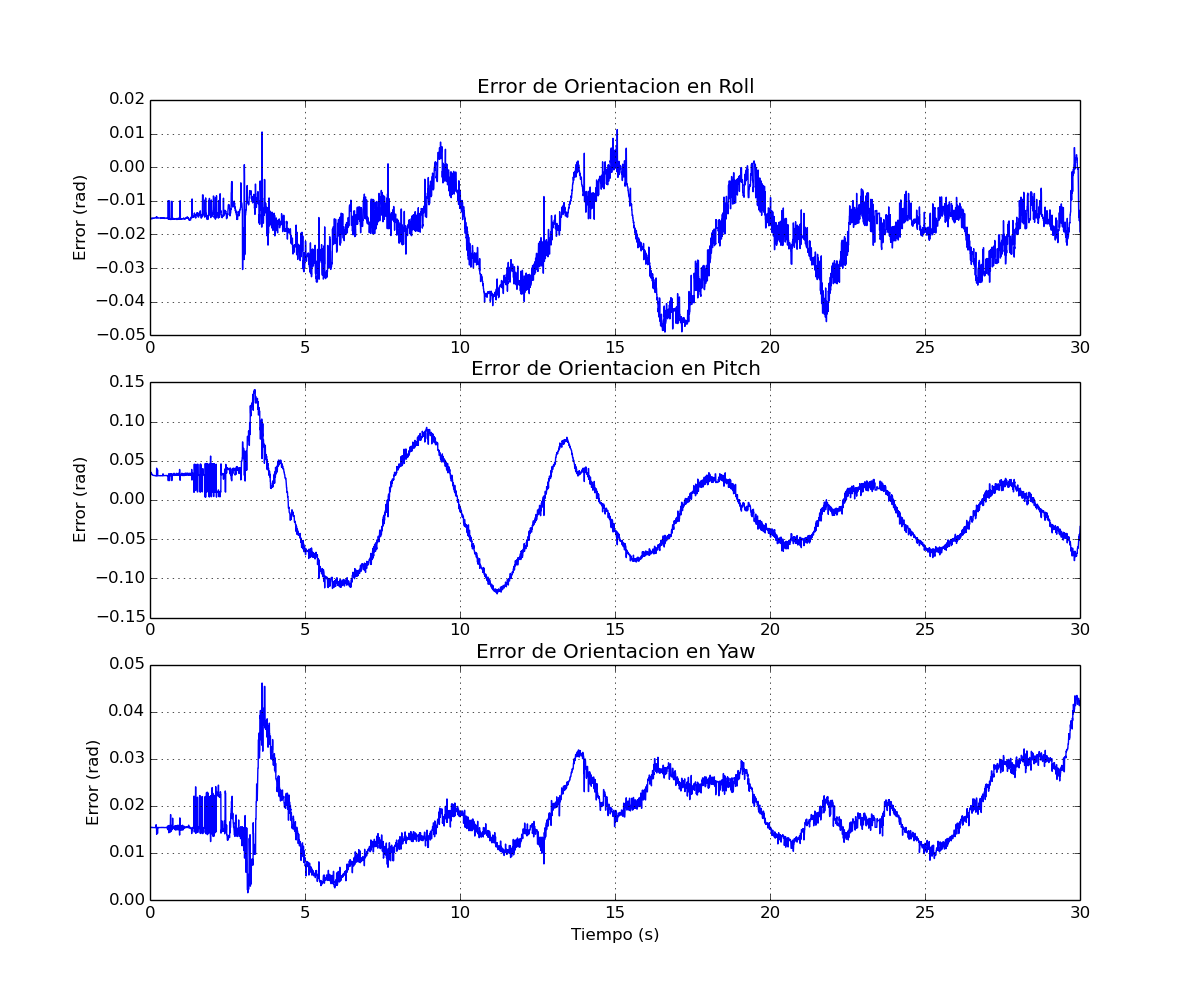 Error de Orientacion en Roll
0.02
0.01
0.00
−0.01
−0.02
−0.03
−0.04
−0.05
Error (rad)
0 5 10 15 20 25 30
Error de Orientacion en Pitch
0.15
0.10
0.05
0.00
−0.05
−0.10
−0.15
Error (rad)
0 5 10 15 20 25 30
Error de Orientacion en Yaw
0.05
0.04
0.03
0.02
0.01
0.00
Error (rad)
0 5 10 15 20 25 30
Tiempo (s)